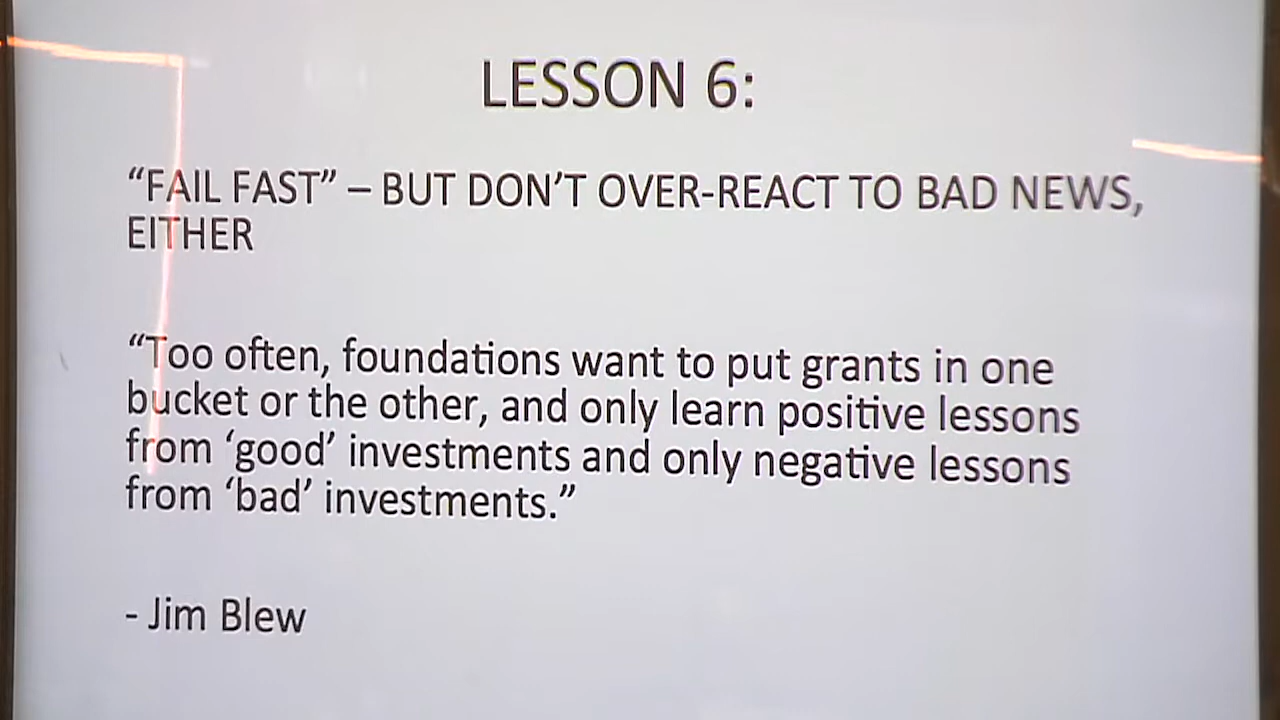 LESSON 6:
“FAIL FAST” – BUT DON’T OVER-REACT TO BAD NEWS,
EITHER
“Too often, foundations want to put grants in one
bucket or the other, and only learn positive lessons
from ‘good’ investments and only negative lessons
from ‘bad’ investments.”
- Jim Blew